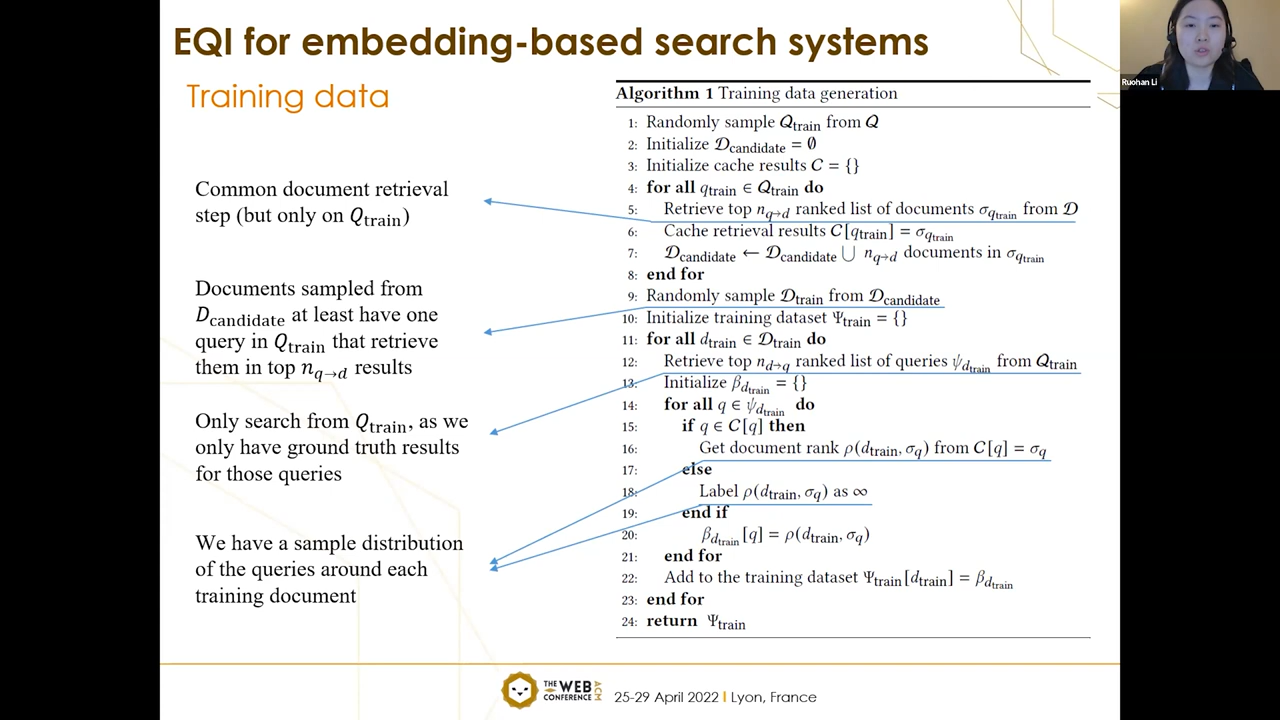 EQI for embedding-based search systems
Ruohan Li
Training data
Common document retrieval
step (but only on Q_train)
Documents sampled from
D_candidate at least have one
query in Q_train that retrieve
them in top n_q→d results
Only search from Q_train, as we
only have ground truth results
for those queries
We have a sample distribution
of the queries around each
training document
Algorithm 1 Training data generation
1: Randomly sample Q_train from Q
2: Initialize D_candidate = ∅
3: Initialize cache results C = {}
4: for all q_train ∈ Q_train do
5: Retrieve top n_q→d ranked list of documents σ_q_train from D
6: Cache retrieval results C[q_train] = σ_q_train
7: D_candidate ← D_candidate ⋃ n_q→d documents in σ_q_train
8: end for
9: Randomly sample D_train from D_candidate
10: Initialize training dataset Ψ_train = {}
11: for all d_train ∈ D_train do
12: Retrieve top n_d→q ranked list of queries ψ_d_train from Q_train
13: Initialize β_d_train = {}
14: for all q ∈ ψ_d_train do
15: if q ∈ C[q] then
16: Get document rank ρ(d_train, σ_q) from C[q] = σ_q
17: else
18: Label ρ(d_train, σ_q) as ∞
19: end if
20: β_d_train [q] = ρ(d_train, σ_q)
21: end for
22: Add to the training dataset Ψ_train[d_train] = β_d_train
23: end for
24: return Ψ_train
THE WEB CONFERENCE ACM
25-29 April 2022 | Lyon, France